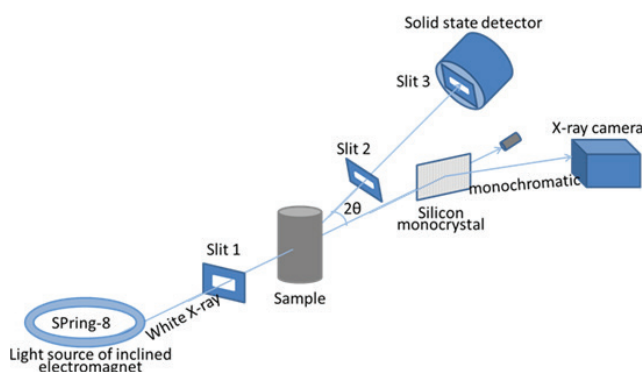 Solid state detector
Slit 3
X-ray camera
Slit 2
monochromatic
2θ
Silicon
monocrystal
Slit 1
Sample
White X-ray
SPring-8
Light source of inclined
electromagnet